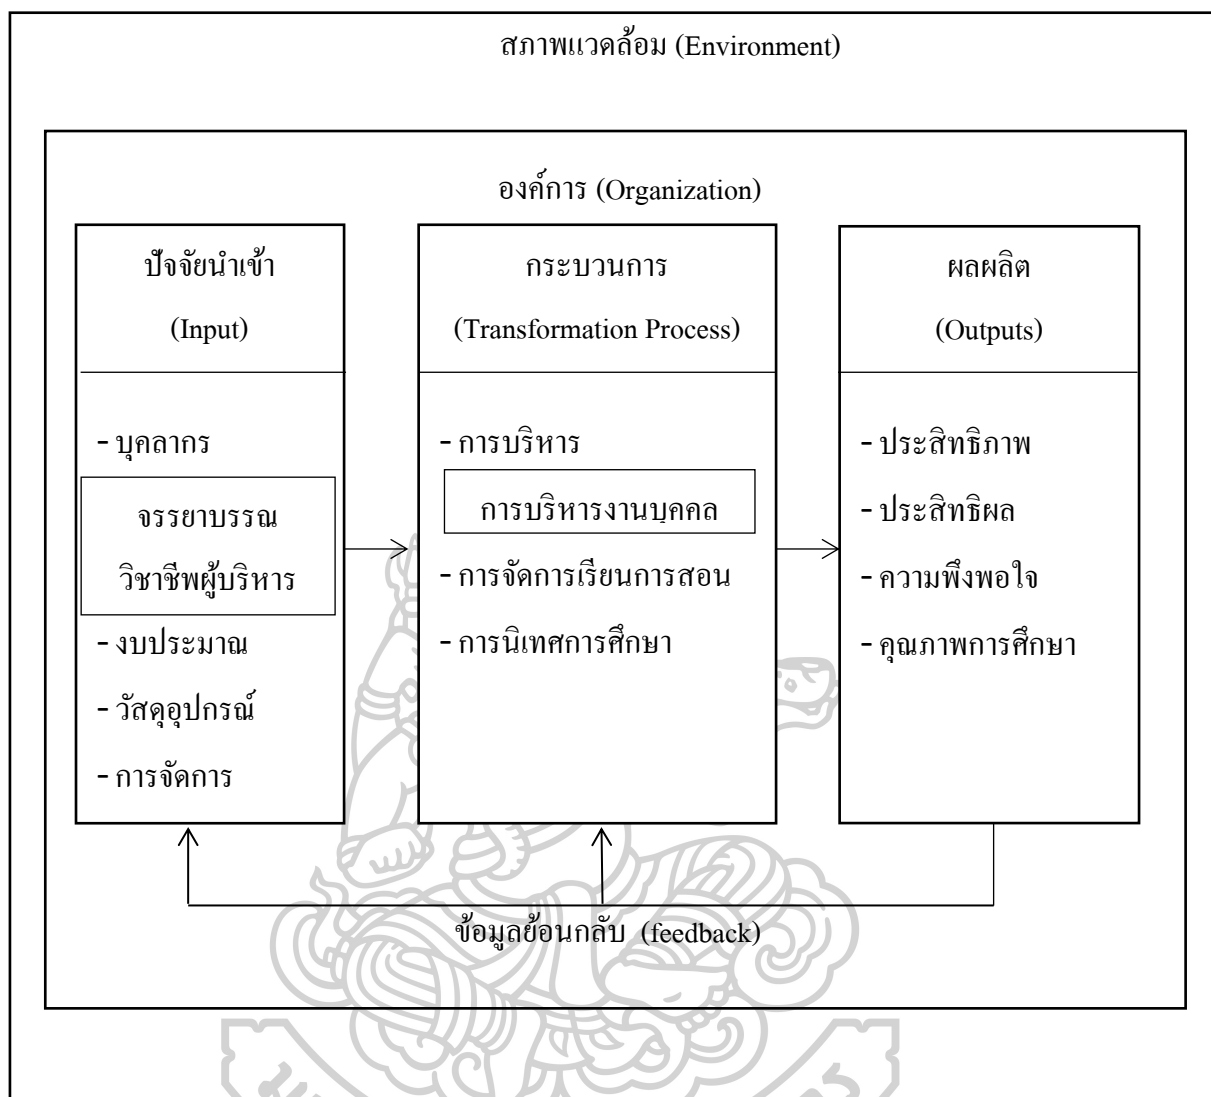 สภาพแวดล้อม (Environment)
องค์การ (Organization)
ปัจจัยนำเข้า
(Input)
- บุคลากร
จรรยาบรรณ
วิชาชีพผู้บริหาร
- งบประมาณ
- วัสดุอุปกรณ์
- การจัดการ
กระบวนการ
(Transformation Process)
- การบริหาร
การบริหารงานบุคคล
- การจัดการเรียนการสอน
- การนิเทศการศึกษา
ผลผลิต
(Outputs)
- ประสิทธิภาพ
- ประสิทธิผล
- ความพึงพอใจ
- คุณภาพการศึกษา
ข้อมูลย้อนกลับ (feedback)